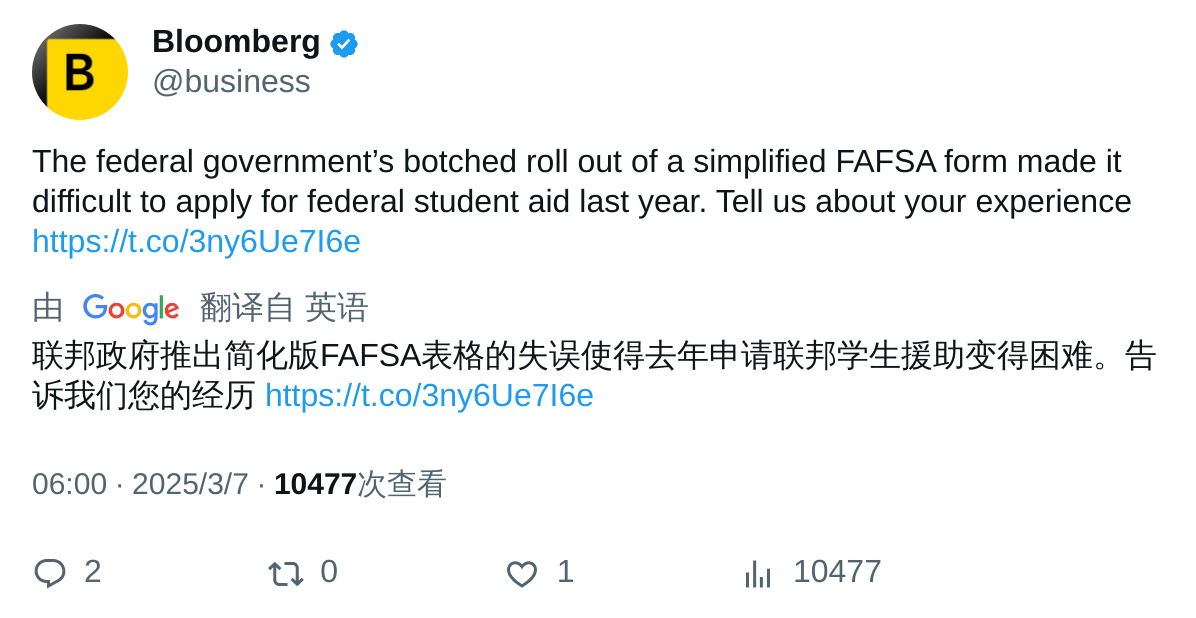 B
Bloomberg
@business
The federal government’s botched roll out of a simplified FAFSA form made it
difficult to apply for federal student aid last year. Tell us about your experience
https://t.co/3ny6Ue7I6e
由 Google 翻译自 英语
联邦政府推出简化版FAFSA表格的失误使得去年申请联邦学生援助变得困难。告
诉我们您的经历 https://t.co/3ny6Ue7I6e
06:00 · 2025/3/7 · 10477次查看
2 0 1 10477